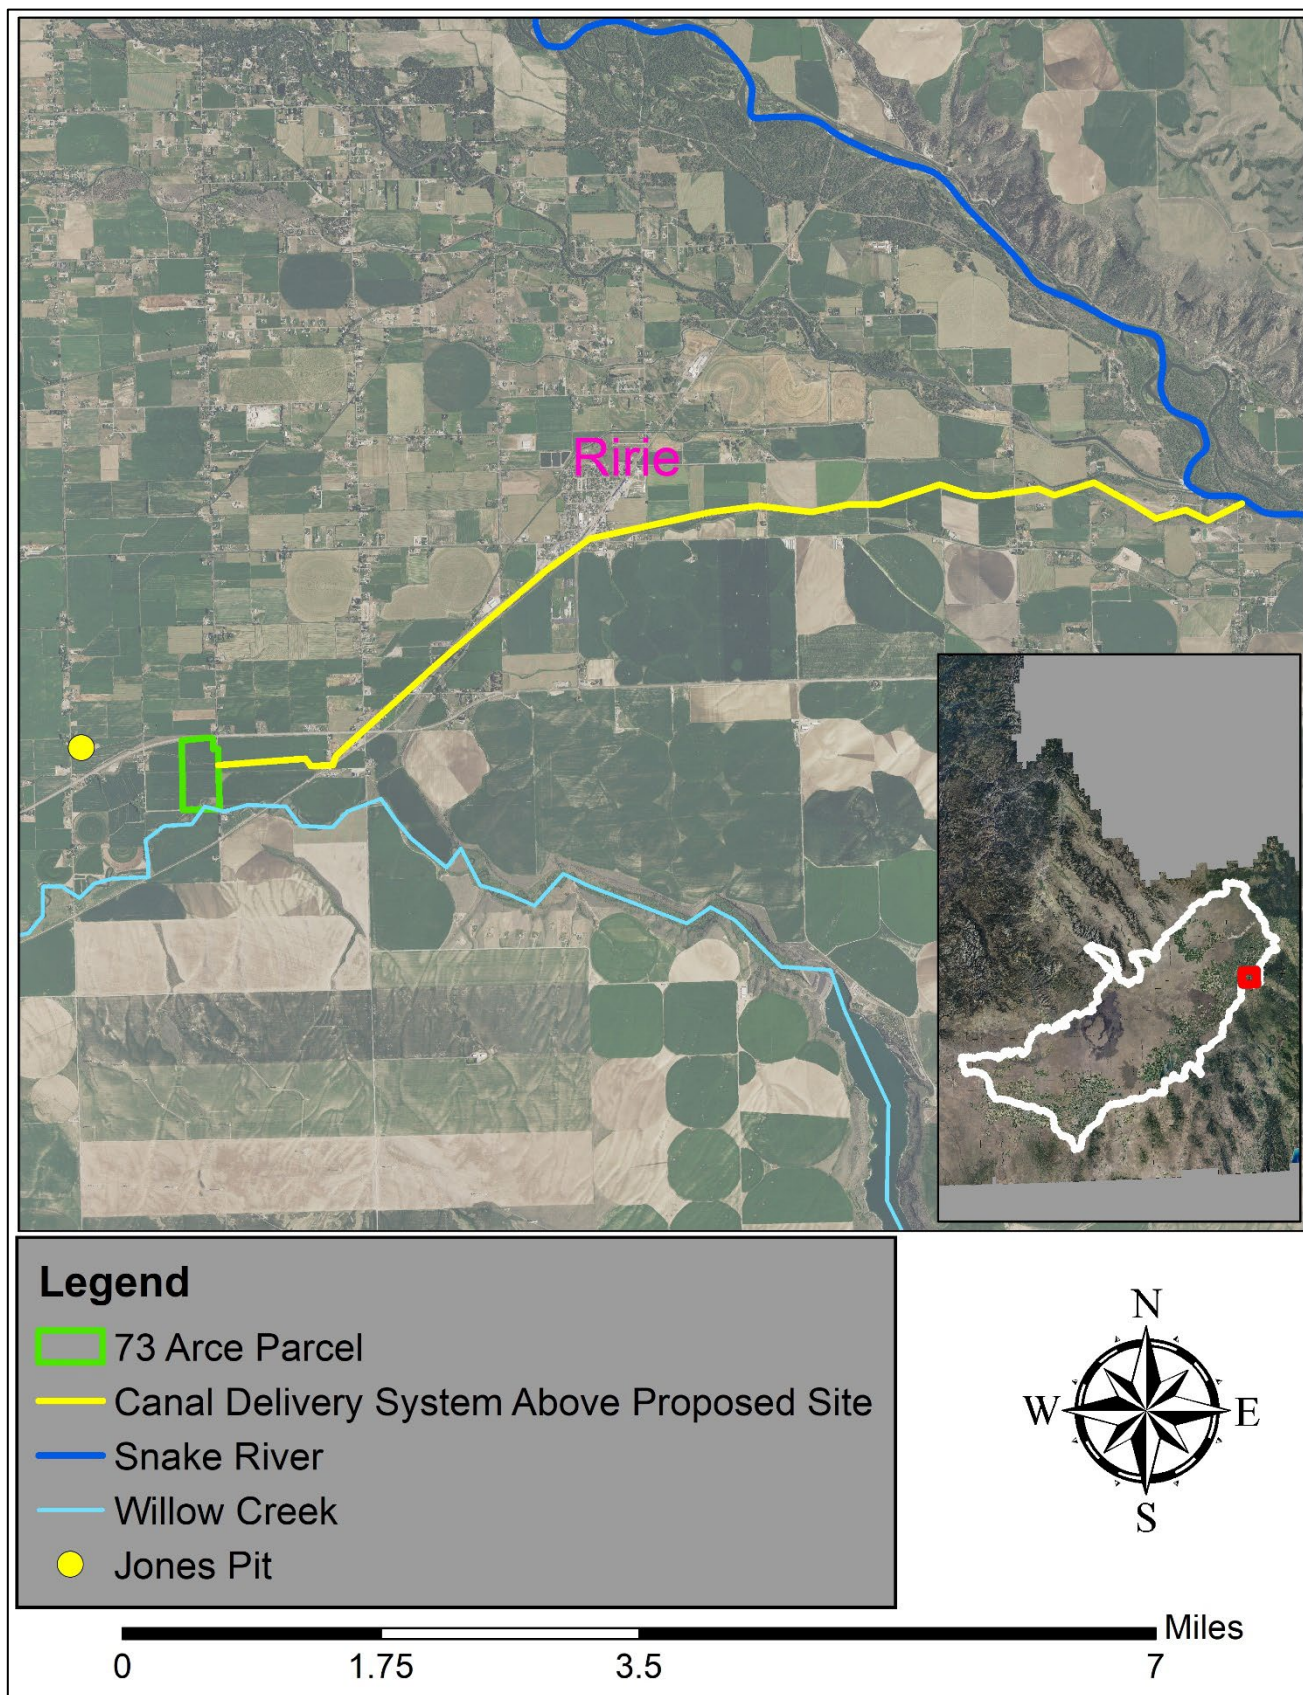 Ririe
Legend
73 Arce Parcel
Canal Delivery System Above Proposed Site
Snake River
Willow Creek
Jones Pit
N
W E
S
Miles
0 1.75 3.5 7